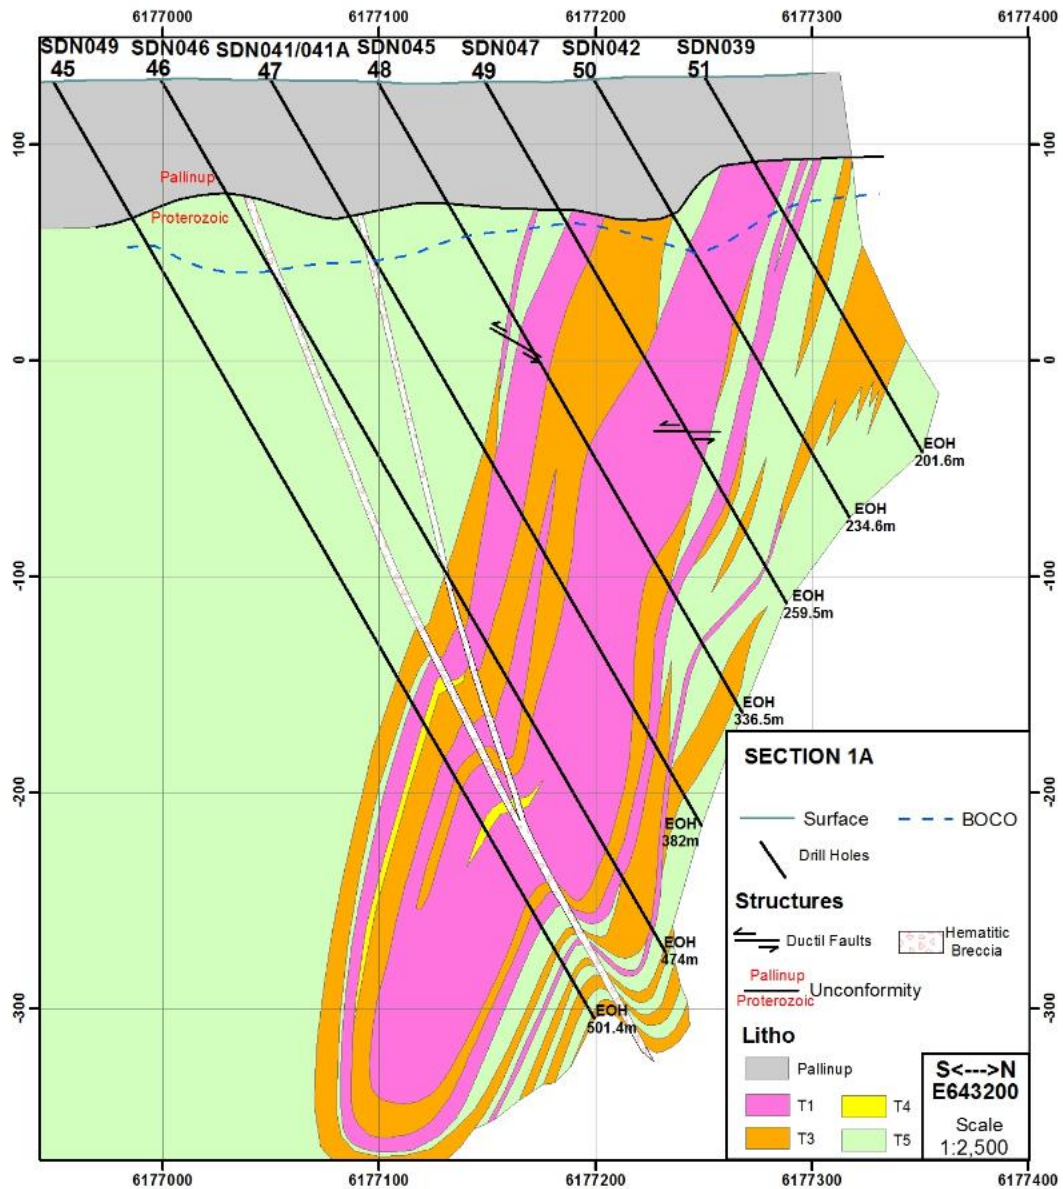 6177000 6177100 6177200 6177300 6177400
SDN049 SDN046 SDN041/041A SDN045 SDN047 SDN042 SDN039
45 46 47 48 49 50 51
100 100
Pallinup
Proterozoic
0 0
EOH
201.6m
EOH
234.6m
-100 -100
EOH
259.5m
EOH
336.5m
-200 -200
EOH
382m
EOH
474m
-300 -300
EOH
501.4m
SECTION 1A
Surface BOCO
Drill Holes
Structures
Ductil Faults
Hematitic
Breccia
Pallinup
Proterozoic
Unconformity
Litho
Pallinup
T1 T4
T3 T5
S<--->N
E643200
Scale
1:2,500
6177000 6177100 6177200 6177300 6177400